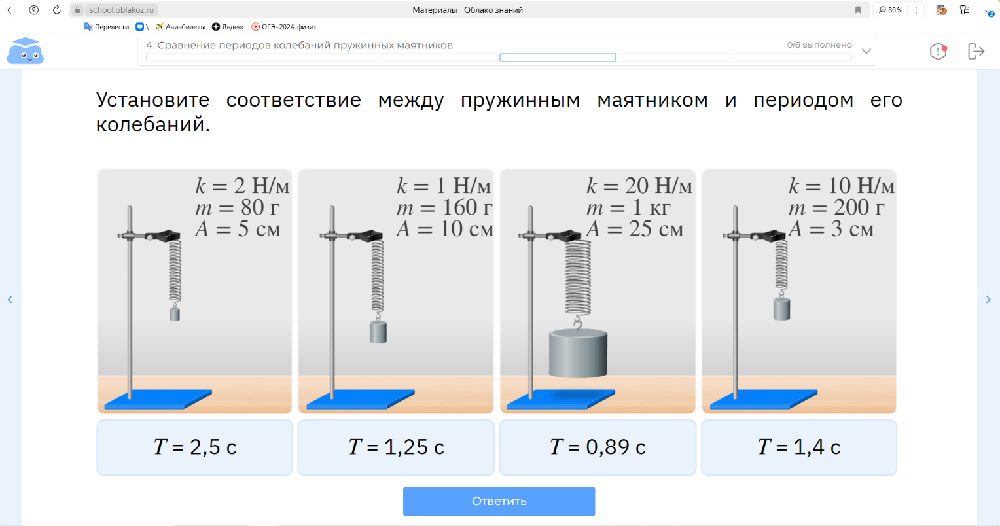 school.oblakoz.ru
Материалы - Облако знаний
80 %
2
Перевести
\
Авиабилеты
Яндекс
ОГЭ-2024, физик
4. Сравнение периодов колебаний пружинных маятников
0/6 выполнено
Установите соответствие между пружинным маятником и периодом его
колебаний.
k = 2 Н/м
m = 80 г
A = 5 см
k = 1 Н/м
m = 160 г
A = 10 см
k = 20 Н/м
m = 1 кг
A = 25 см
k = 10 Н/м
m = 200 г
A = 3 см
T = 2,5 с
T = 1,25 с
T = 0,89 с
T = 1,4 с
Ответить